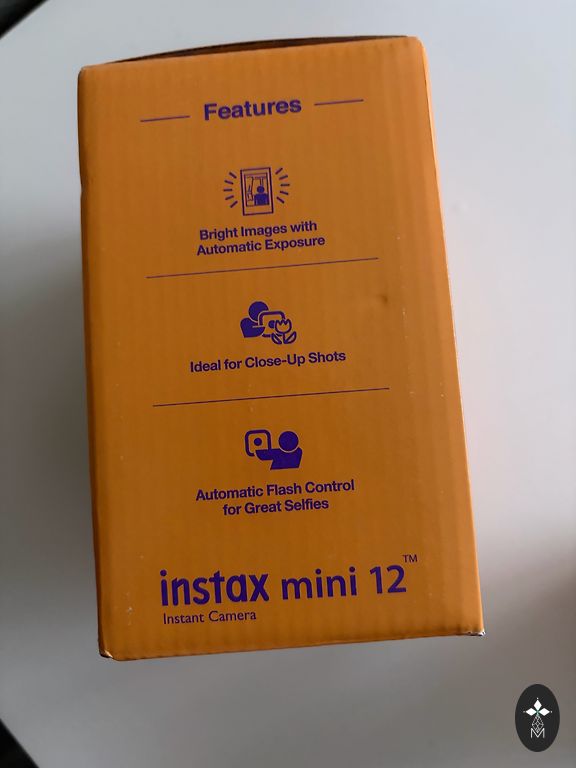 Features
Bright Images with
Automatic Exposure
Ideal for Close-Up Shots
Automatic Flash Control
for Great Selfies
instax mini 12™
Instant Camera
M